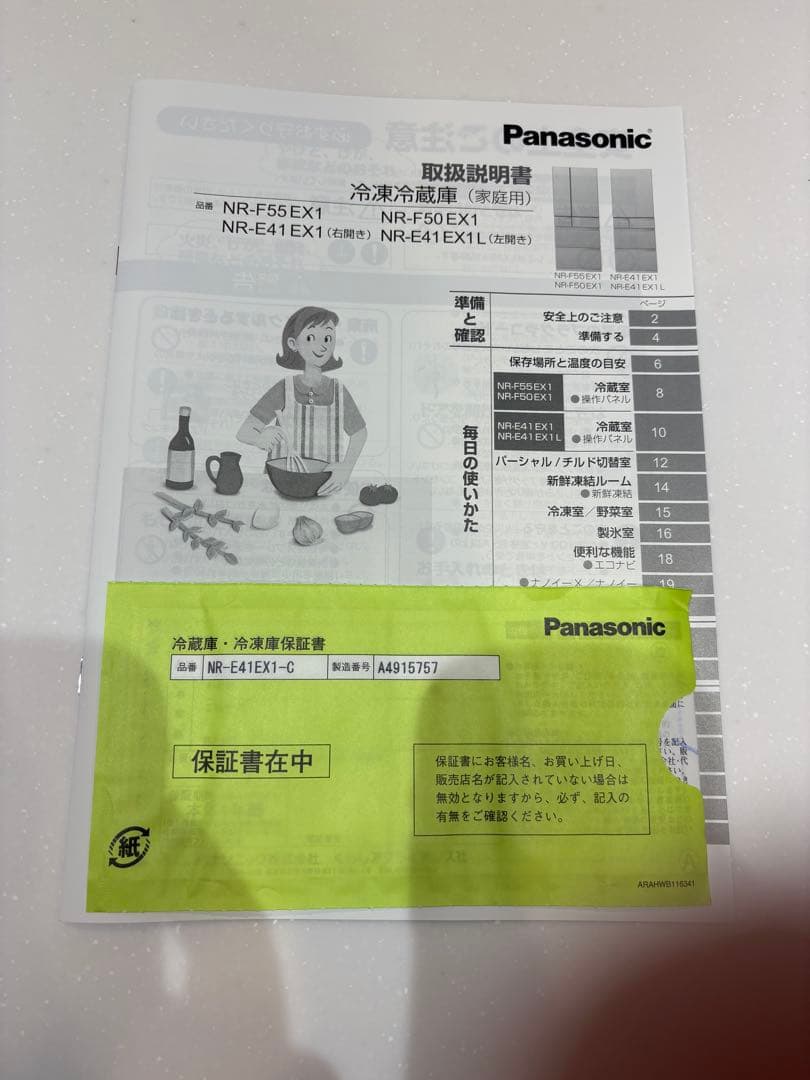 Panasonic
取扱説明書
冷凍冷蔵庫（家庭用）
品番 NR-F55EX1 NR-F50EX1
NR-E41EX1（右開き） NR-E41EX1L（左開き）
NR-F55EX1 NR-E41EX1
NR-F50EX1 NR-E41EX1L
ページ
準備と確認
安全上のご注意 2
準備する 4
毎日の使いかた
保存場所と温度の目安 6
NR-F55EX1 NR-F50EX1 冷蔵室 ●操作パネル 8
NR-E41EX1 NR-E41EX1L 冷蔵室 ●操作パネル 10
パーシャル/チルド切替室 12
新鮮凍結ルーム ●新鮮凍結 14
冷凍室／野菜室 15
製氷室 16
便利な機能 ●エコナビ 18
●ナノイーX／ナノイー 19
Panasonic
冷蔵庫・冷凍庫保証書
品番 NR-E41EX1-C 製造番号 A4915757
保証書在中
保証書にお客様名、お買い上げ日、
販売店名が記入されていない場合は
無効となりますから、必ず、記入の
有無をご確認ください。
紙
ARAHWB116341